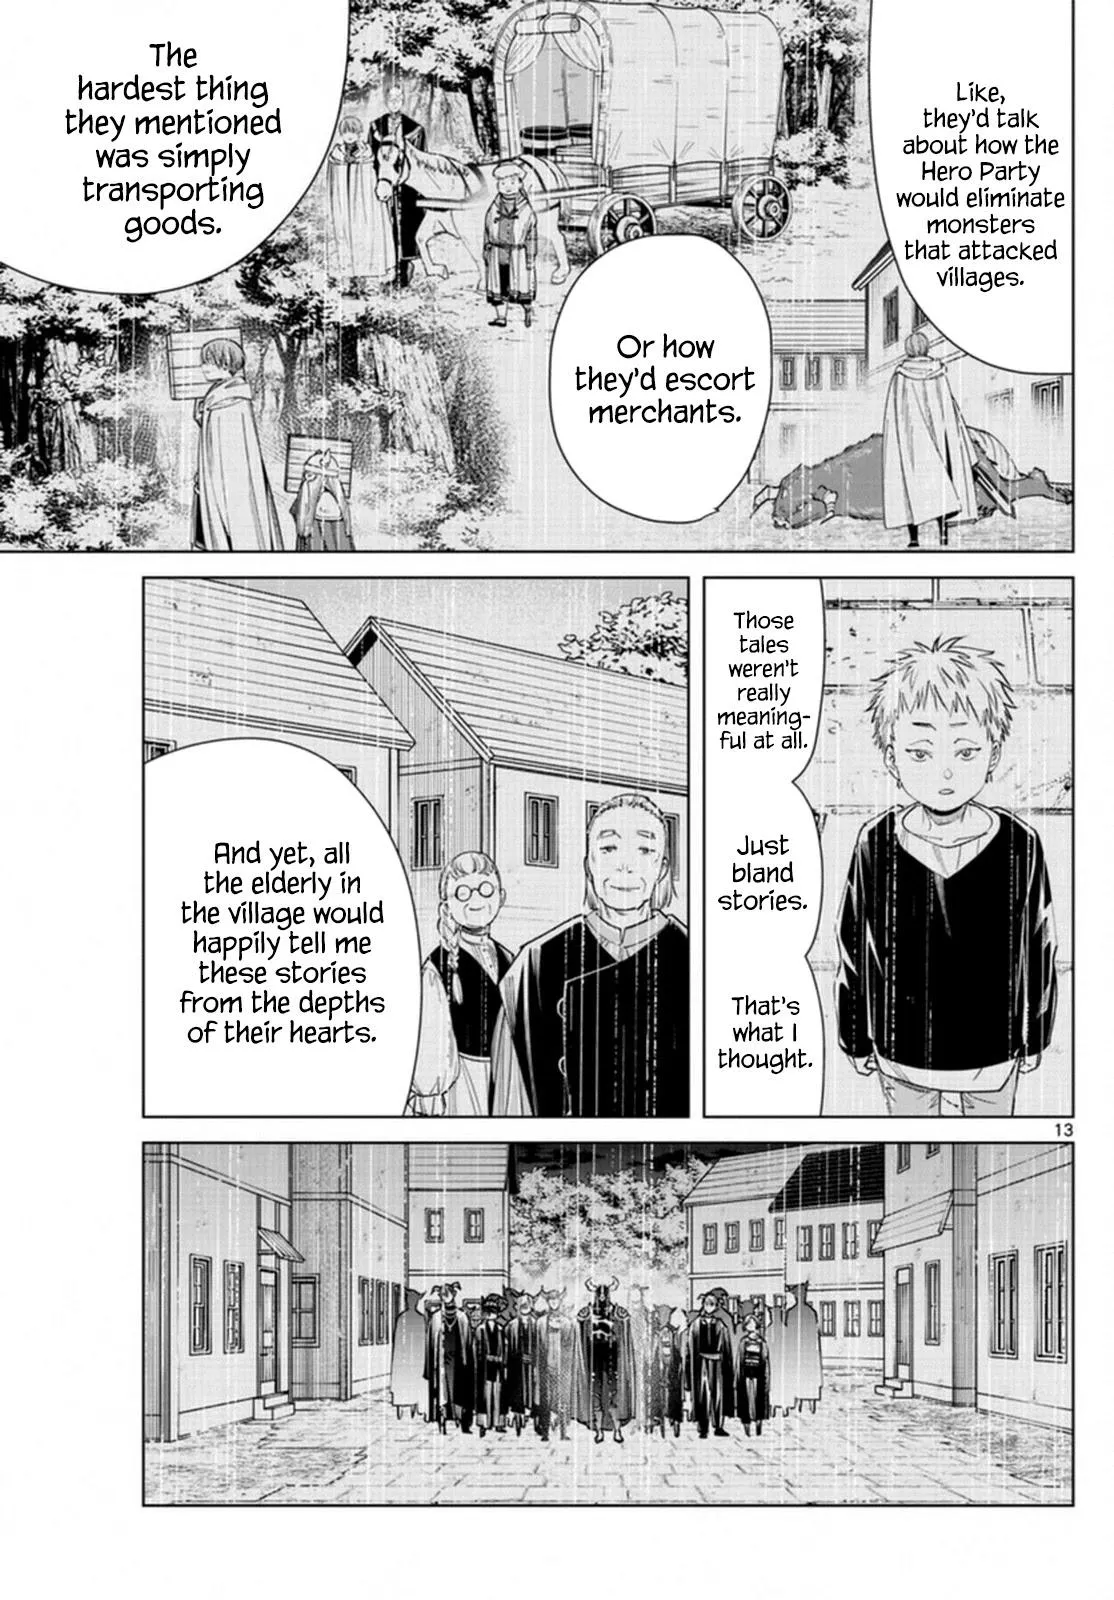 Like,
they'd talk
about how the
Hero Party
would eliminate
monsters
that attacked
villages.
Or how
they'd escort
merchants.
The
hardest thing
they mentioned
was simply
transporting
goods.
Those
tales
weren't
really
meaning-
ful at all.
Just
bland
stories.
That's
what I
thought.
And yet, all
the elderly in
the village would
happily tell me
these stories
from the depths
of their hearts.
13